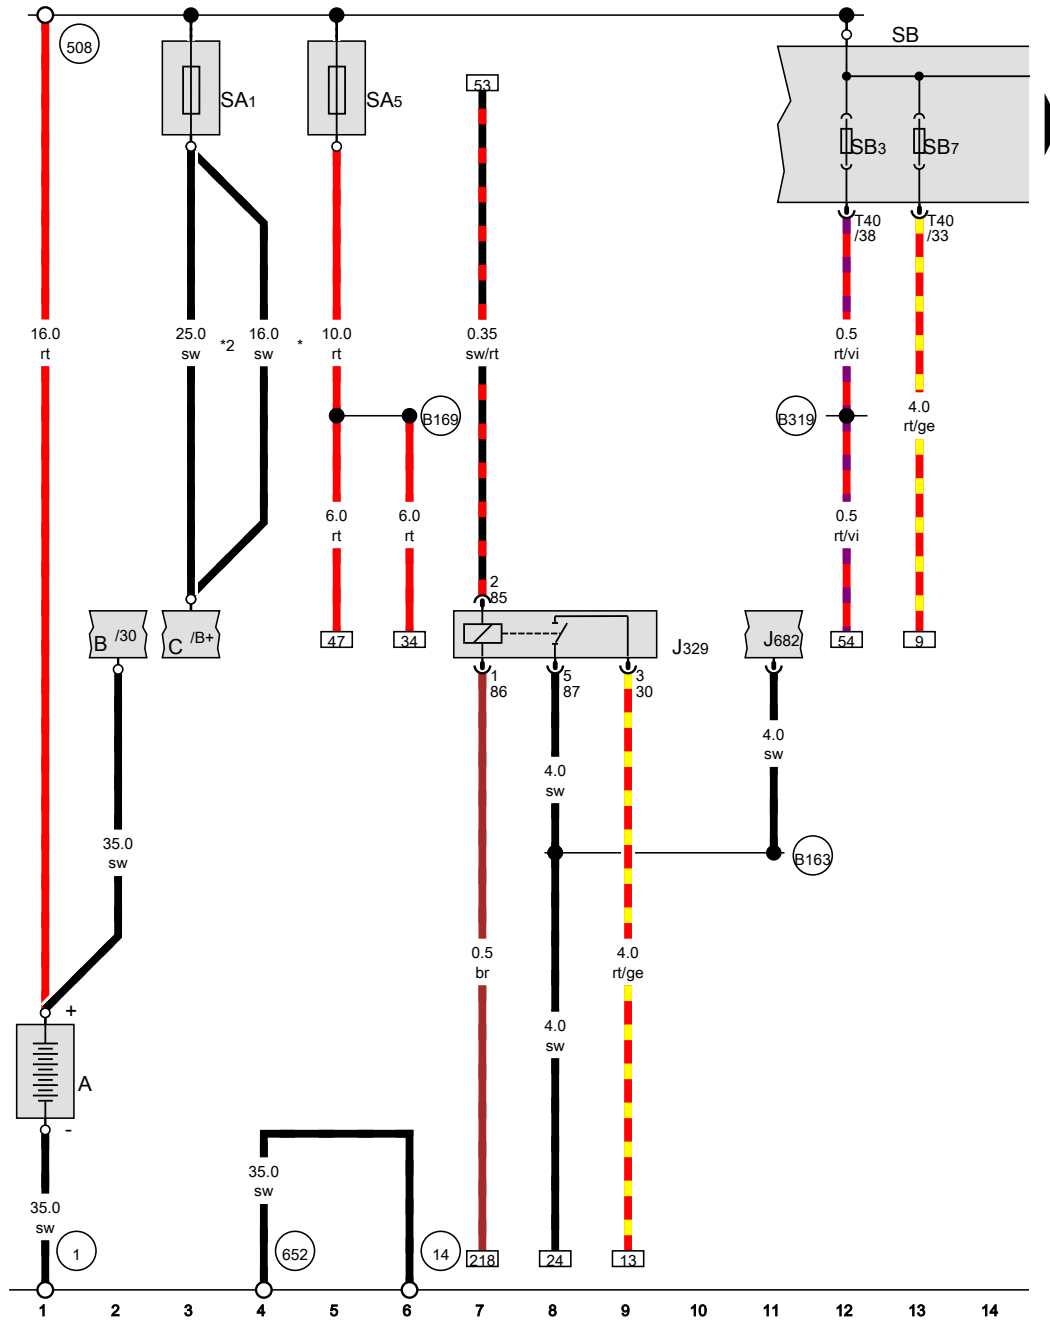 508
SA1
SA5
53
SB
SB3
SB7
T40
/38
T40
/33
16.0
rt
25.0
sw
*2
16.0
sw
*
10.0
rt
0.35
sw/rt
0.5
rt/vi
B169
B319
4.0
rt/ge
6.0
rt
6.0
rt
0.5
rt/vi
2
85
B /30
C /B+
47
34
J329
J682
54
9
1
86
5
87
3
30
4.0
sw
4.0
sw
35.0
sw
B163
0.5
br
4.0
rt/ge
+
4.0
sw
A
-
35.0
sw
35.0
sw
1
652
14
218
24
13
1 2 3 4 5 6 7 8 9 10 11 12 13 14